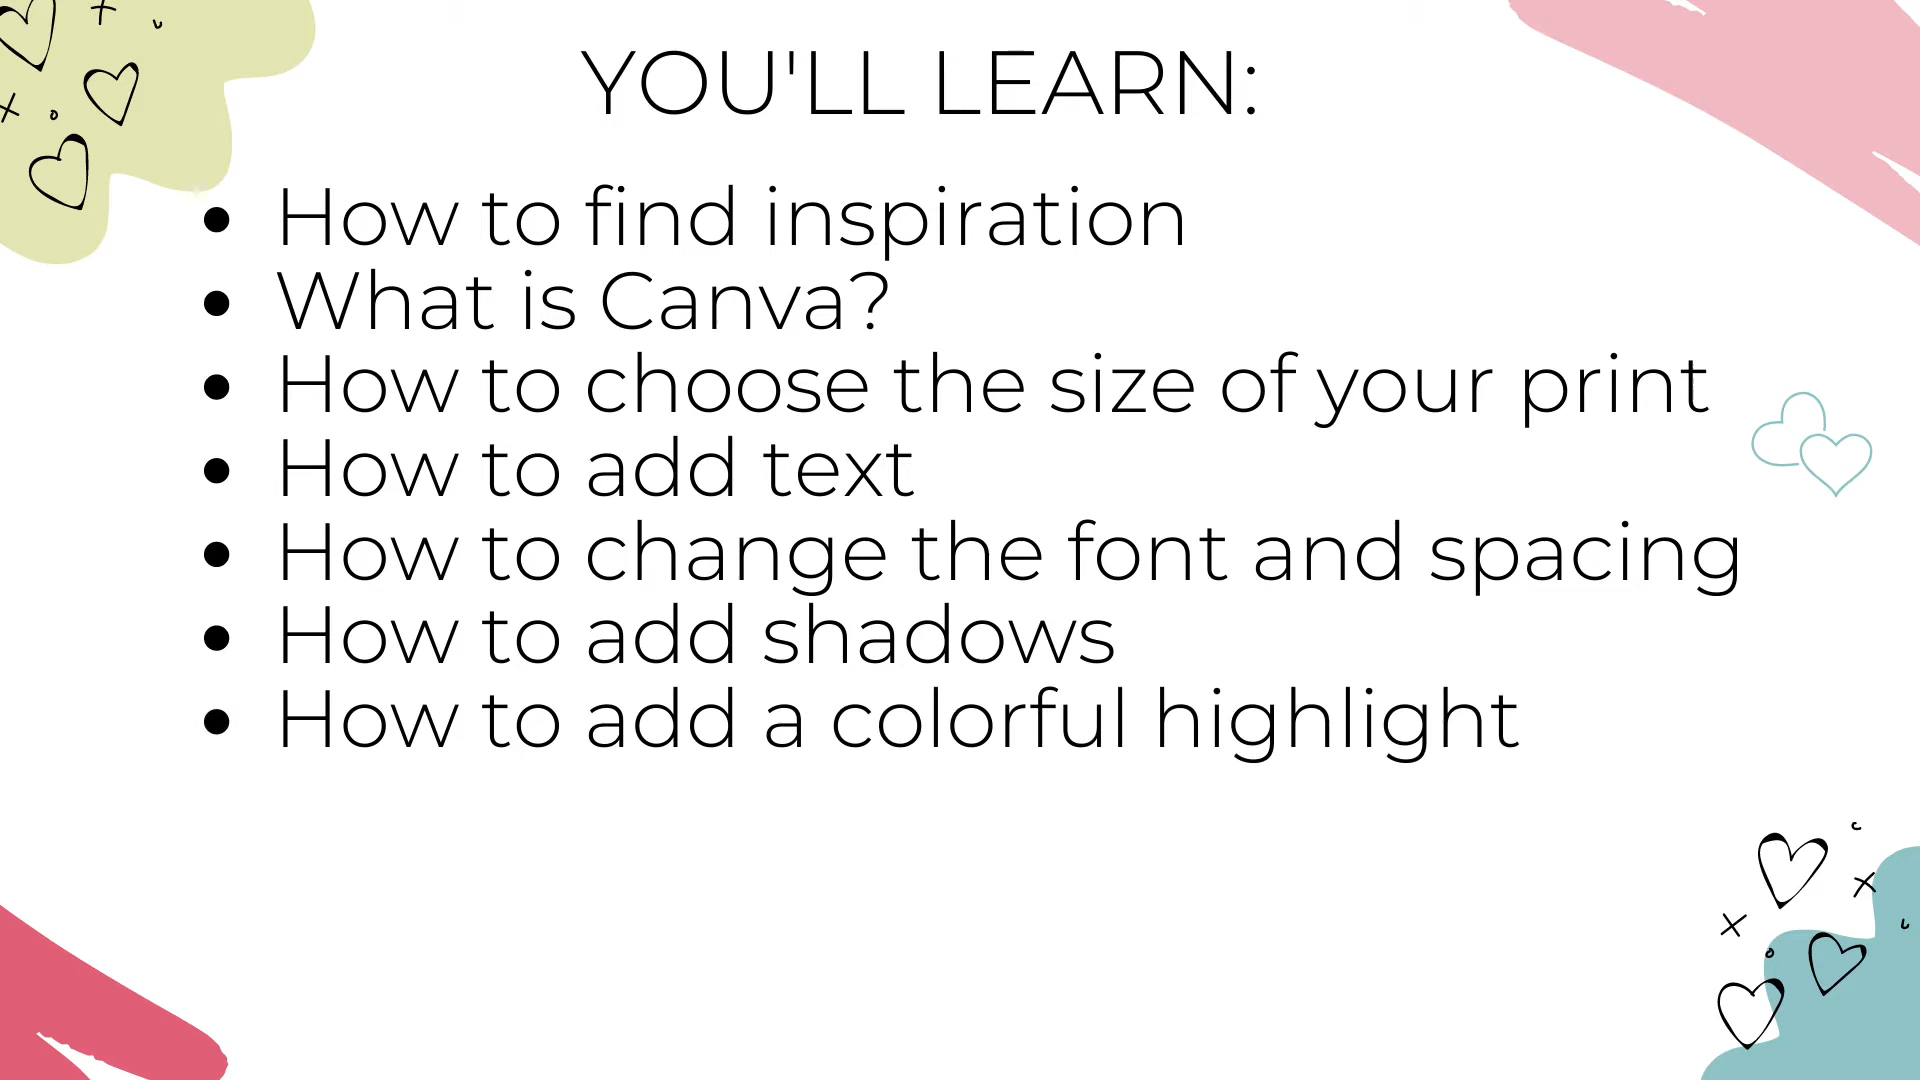 YOU'LL LEARN:
• How to find inspiration
• What is Canva?
• How to choose the size of your print
• How to add text
• How to change the font and spacing
• How to add shadows
• How to add a colorful highlight